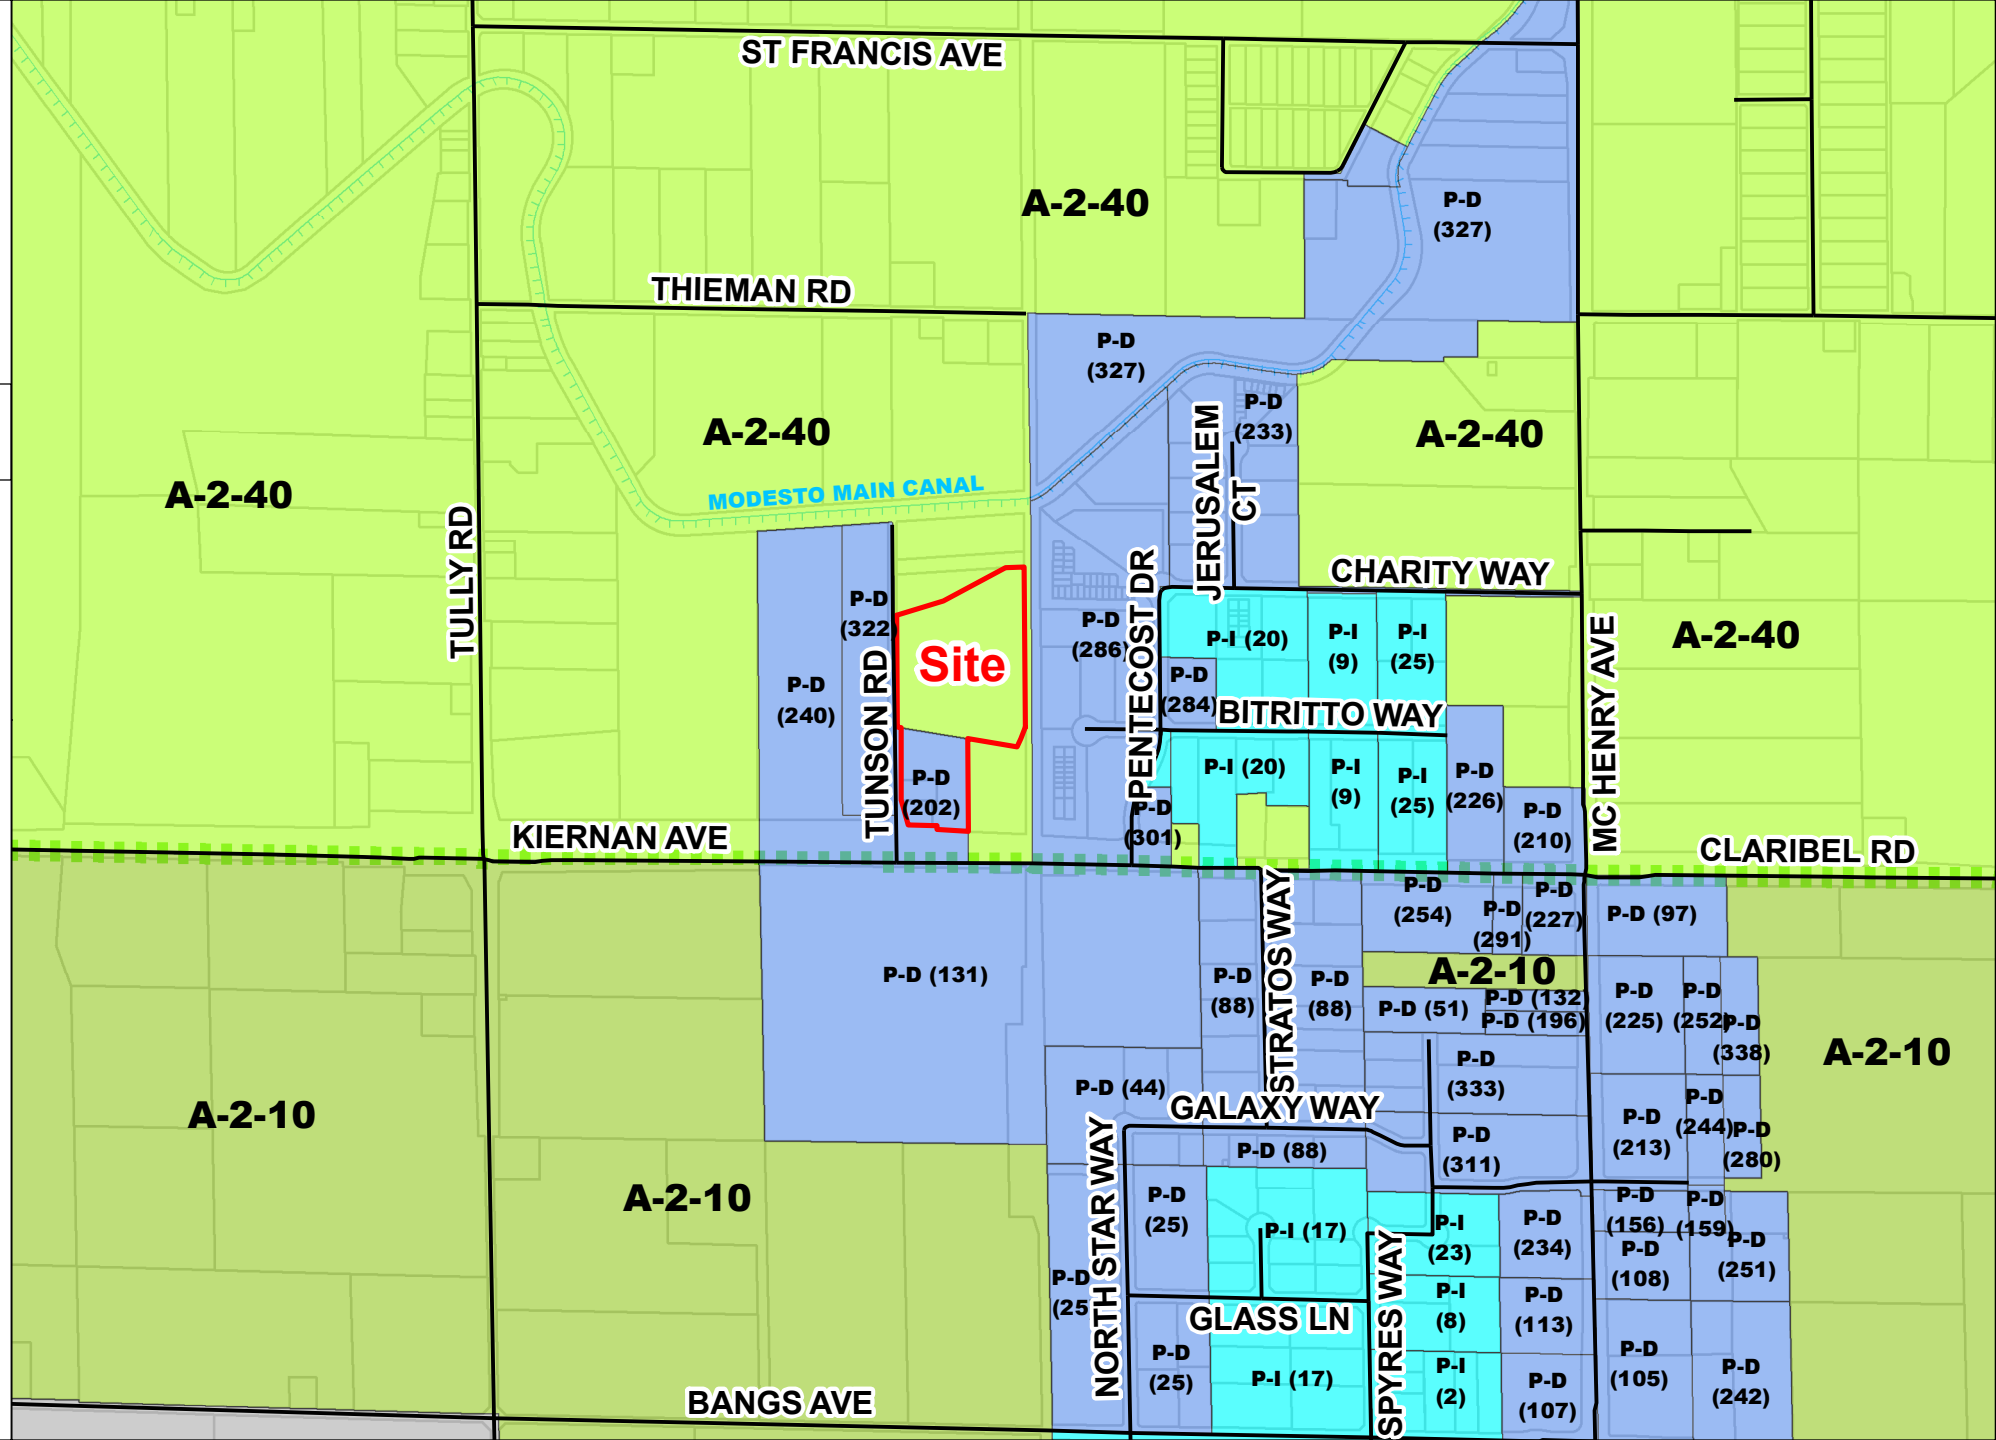 ST FRANCIS AVE
A-2-40
P-D
(327)
THIEMAN RD
P-D
(327)
A-2-40
P-D
(233)
A-2-40
A-2-40
MODESTO MAIN CANAL
JERUSALEM
CT
TULLY RD
CHARITY WAY
PENTECOST DR
P-D
(322)
P-D
(286)
P-I (20)
P-I
(9)
P-I
(25)
MC HENRY AVE
A-2-40
Site
TUNSON RD
P-D
(240)
P-D
(284)
BITRITTO WAY
P-D
(202)
P-I (20)
P-I
(9)
P-I
(25)
P-D
(226)
P-D
(301)
P-D
(210)
KIERNAN AVE
CLARIBEL RD
STRATOS WAY
P-D
(254)
P-D
(291)
P-D
(227)
P-D (97)
P-D (131)
P-D
(88)
P-D
(88)
A-2-10
P-D (51)
P-D (132)
P-D (196)
P-D
(225)
P-D
(252)
P-D
(338)
A-2-10
P-D (44)
P-D
(333)
GALAXY WAY
A-2-10
P-D
(311)
P-D
(213)
P-D
(244)
P-D
(280)
NORTH STAR WAY
P-D (88)
A-2-10
P-D
(25)
P-I (17)
P-I
(23)
P-D
(234)
P-D
(156)
P-D
(159)
P-D
(108)
P-D
(251)
P-D
(25
SPYRES WAY
GLASS LN
P-I
(8)
P-D
(113)
P-D
(25)
P-I (17)
P-I
(2)
P-D
(107)
P-D
(105)
P-D
(242)
BANGS AVE